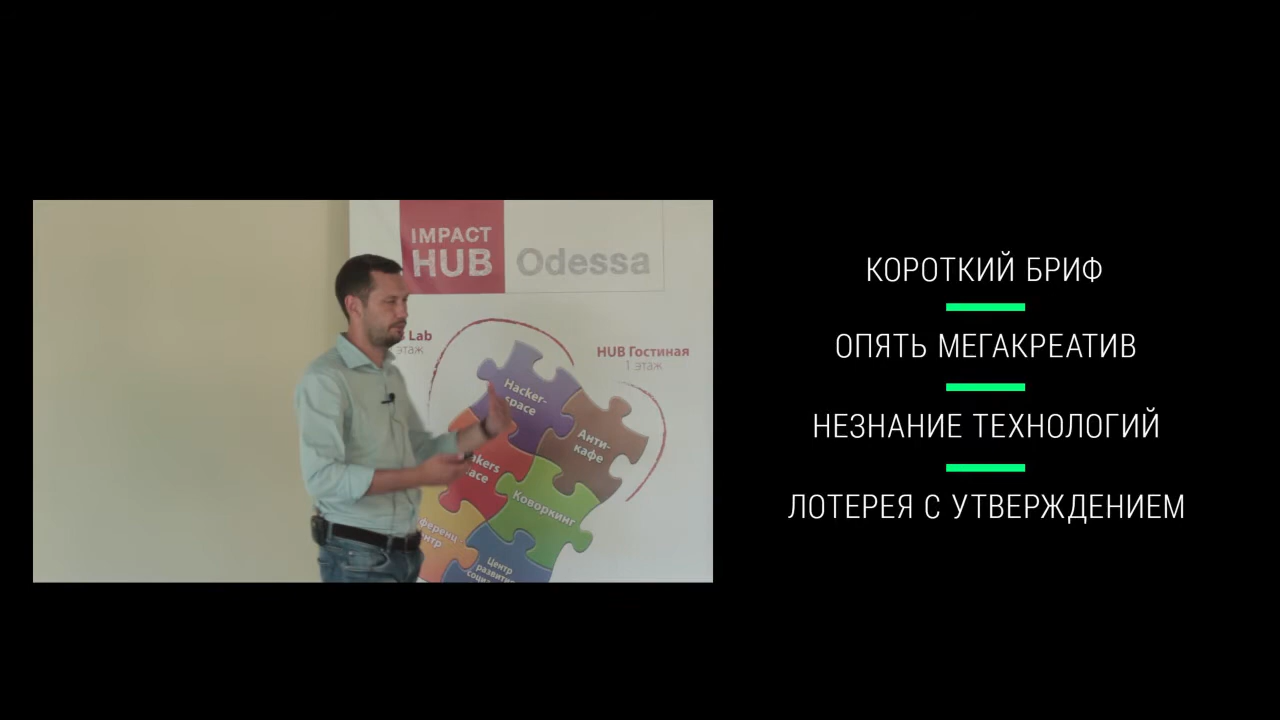 IMPACT
HUB
Odessa
Lab
этаж
HUB Гостиная
1 этаж
Hacker-
space
Анти-
кафе
Коворкинг
Центр
КОРОТКИЙ БРИФ
ОПЯТЬ МЕГАКРЕАТИВ
НЕЗНАНИЕ ТЕХНОЛОГИЙ
ЛОТЕРЕЯ С УТВЕРЖДЕНИЕМ